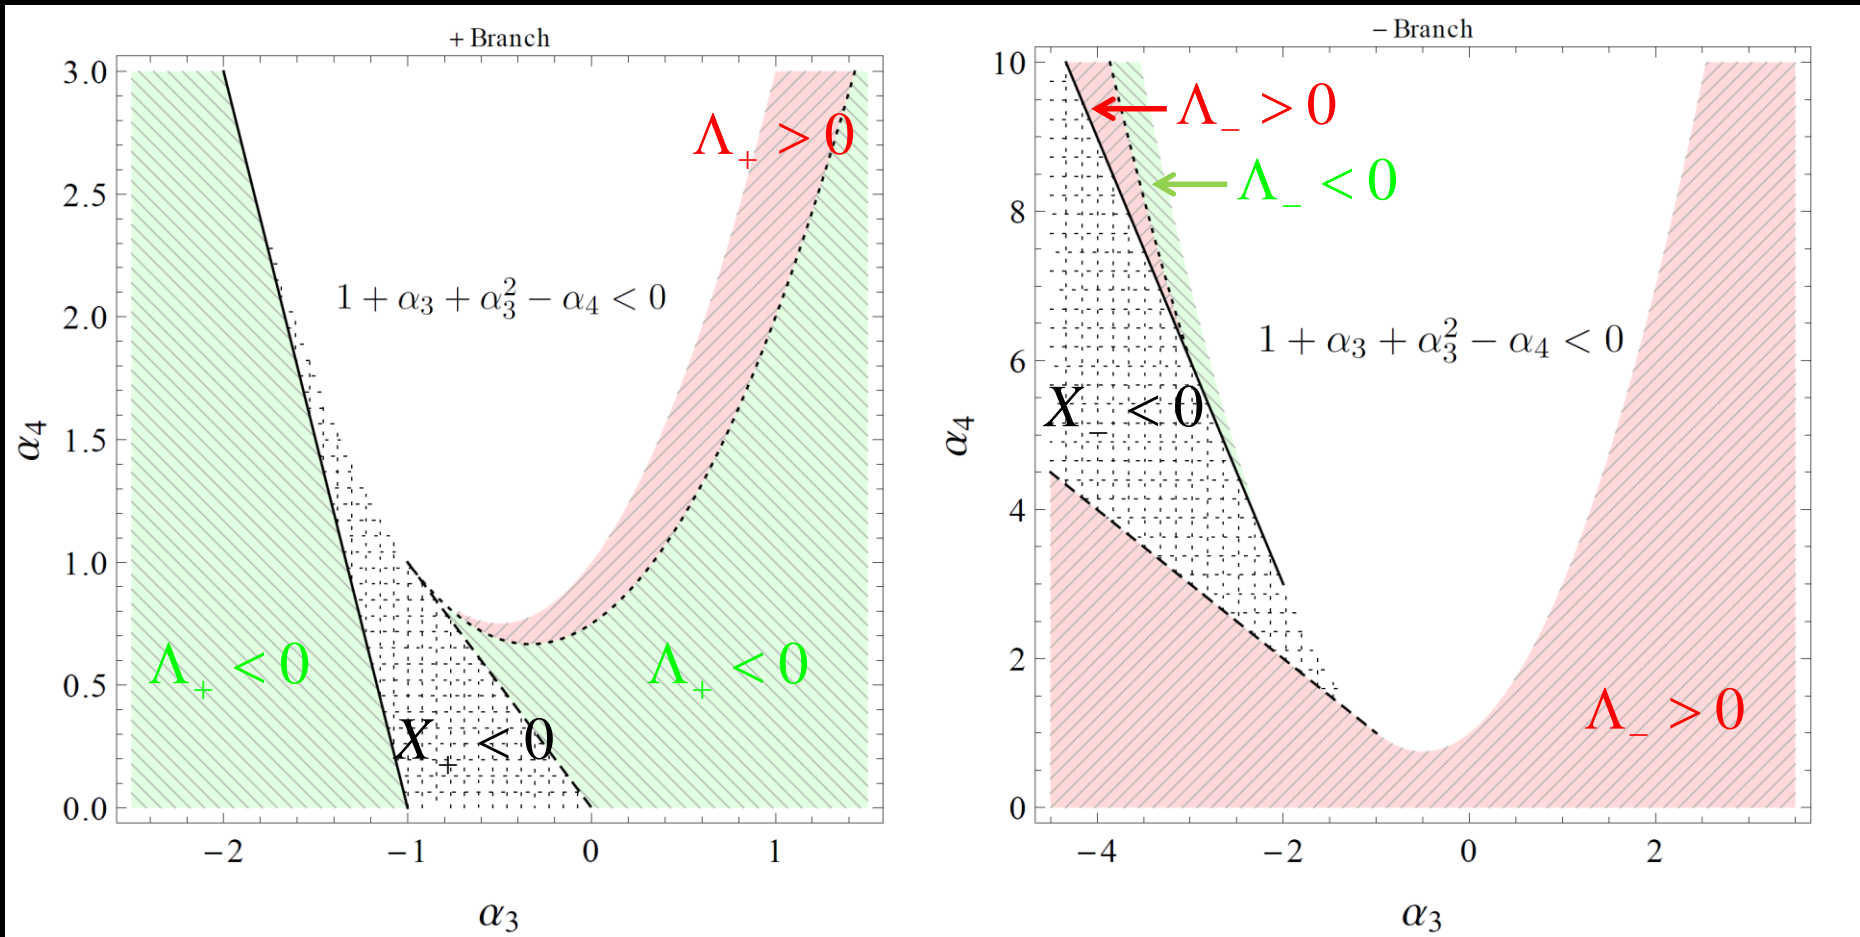 + Branch
3.0
2.5
2.0
1.5
1.0
0.5
0.0
α₄
Λ₊ > 0
1 + α₃ + α₃² − α₄ < 0
Λ₊ < 0
Λ₊ < 0
X₊ < 0
−2 −1 0 1
α₃
− Branch
10
8
6
4
2
0
α₄
Λ₋ > 0
Λ₋ < 0
1 + α₃ + α₃² − α₄ < 0
X₋ < 0
Λ₋ > 0
−4 −2 0 2
α₃